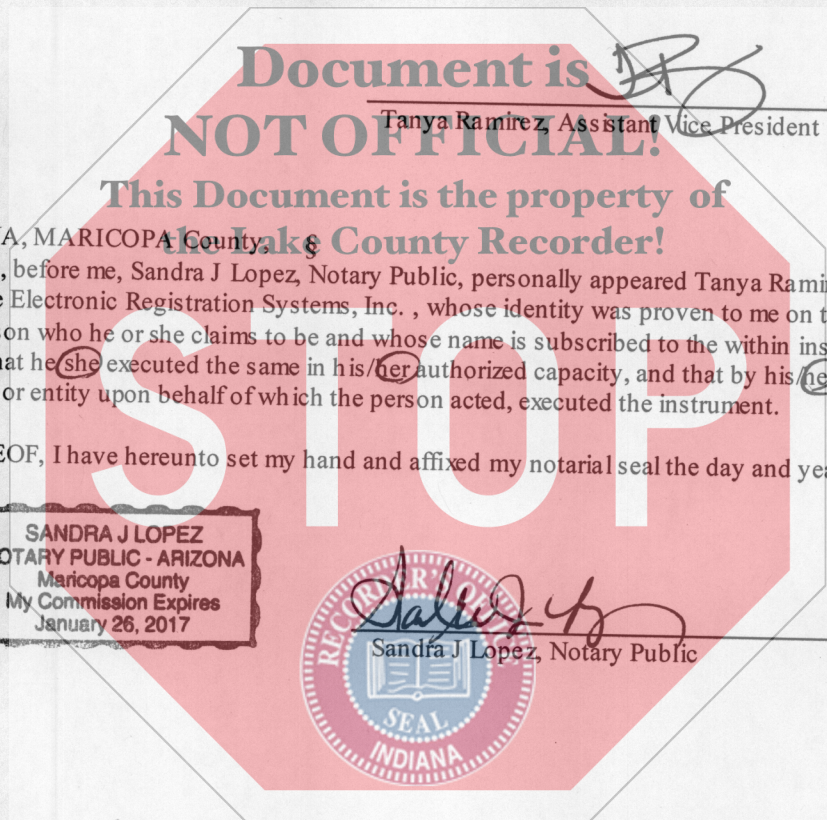 Document is
NOT OFFICIAL!
This Document is the property of
the Lake County Recorder!
Tanya Ramirez, Assistant Vice President
A, MARICOPA County, §
, before me, Sandra J Lopez, Notary Public, personally appeared Tanya Rami
e Electronic Registration Systems, Inc. , whose identity was proven to me on t
son who he or she claims to be and whose name is subscribed to the within ins
at he she executed the same in his/her authorized capacity, and that by his/he
or entity upon behalf of which the person acted, executed the instrument.
EOF, I have hereunto set my hand and affixed my notarial seal the day and yea
STOP
SANDRA J LOPEZ
OTARY PUBLIC - ARIZONA
Maricopa County
My Commission Expires
January 26, 2017
Sandra J Lopez, Notary Public
RECORDER'S OFFICE
SEAL
INDIANA